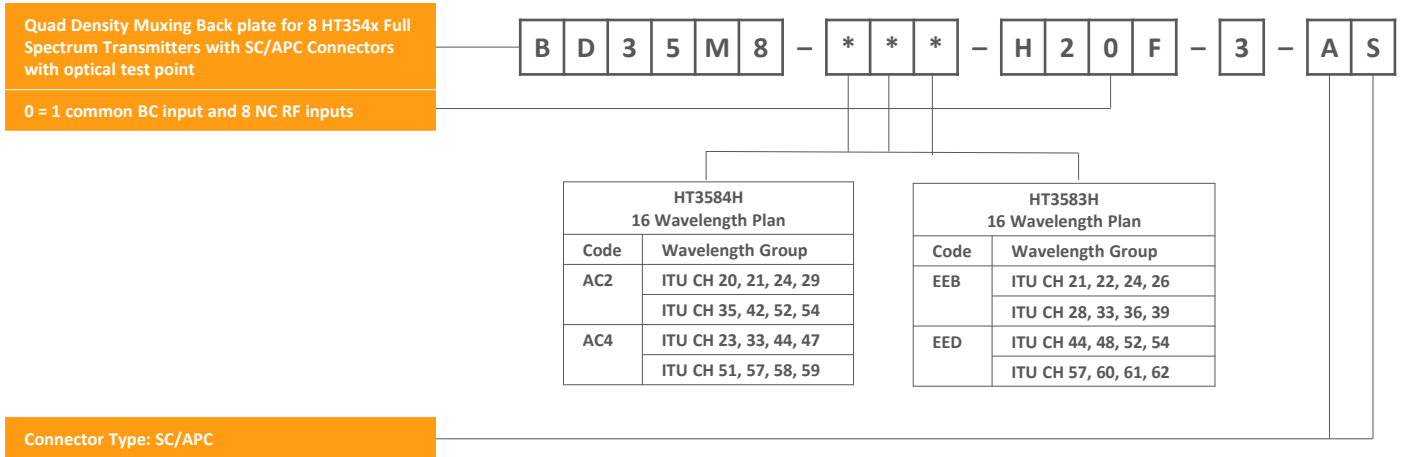 Quad Density Muxing Back plate for 8 HT354x Full
Spectrum Transmitters with SC/APC Connectors
with optical test point
B D 3 5 M 8 – * * * – H 2 0 F – 3 – A S
0 = 1 common BC input and 8 NC RF inputs
HT3584H
16 Wavelength Plan
Code Wavelength Group
AC2 ITU CH 20, 21, 24, 29
ITU CH 35, 42, 52, 54
AC4 ITU CH 23, 33, 44, 47
ITU CH 51, 57, 58, 59
HT3583H
16 Wavelength Plan
Code Wavelength Group
EEB ITU CH 21, 22, 24, 26
ITU CH 28, 33, 36, 39
EED ITU CH 44, 48, 52, 54
ITU CH 57, 60, 61, 62
Connector Type: SC/APC